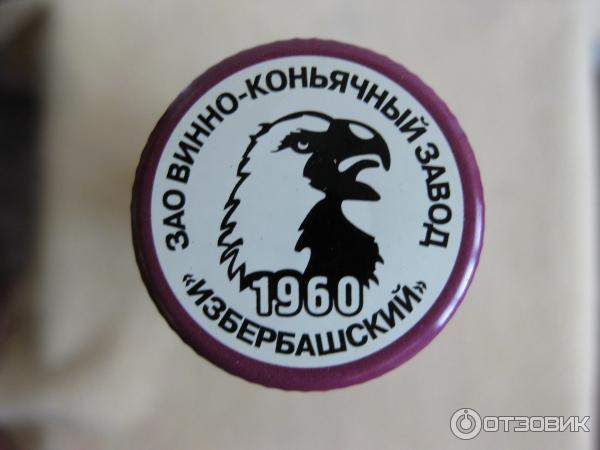 ЗАО ВИННО-КОНЬЯЧНЫЙ ЗАВОД
1960
«ИЗБЕРБАШСКИЙ»
ОТЗОВИК